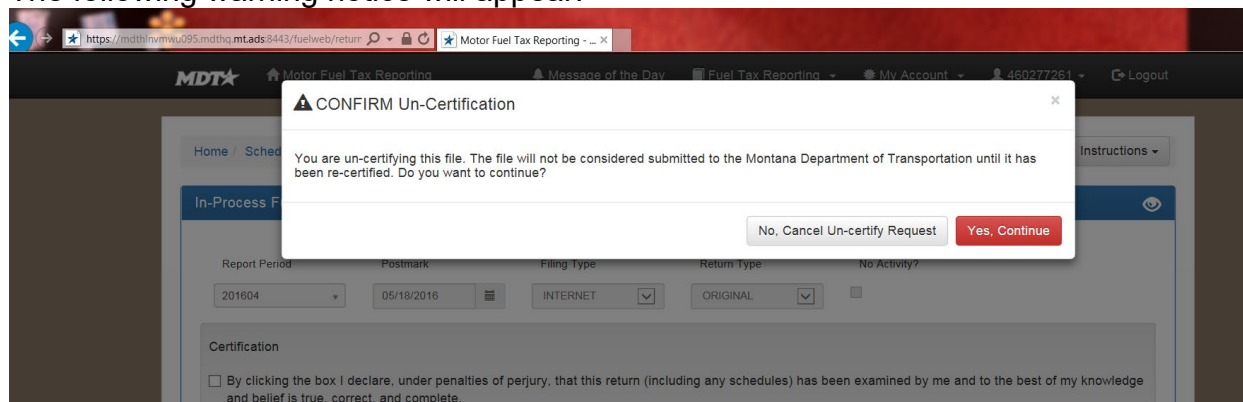 The following warning notice will appear:
https://mdthlnvmwu095.mdthq.mt.ads:8443/fuelweb/return
Motor Fuel Tax Reporting - ...
MDT Motor Fuel Tax Reporting Message of the Day Fuel Tax Reporting My Account 460277261 Logout
CONFIRM Un-Certification ×
Home / Sched
Instructions
You are un-certifying this file. The file will not be considered submitted to the Montana Department of Transportation until it has
been re-certified. Do you want to continue?
In-Process F
No, Cancel Un-certify Request Yes, Continue
Report Period Postmark Filing Type Return Type No Activity?
201604 05/18/2016 INTERNET ORIGINAL
Certification
By clicking the box I declare, under penalties of perjury, that this return (including any schedules) has been examined by me and to the best of my knowledge
and belief is true, correct, and complete.